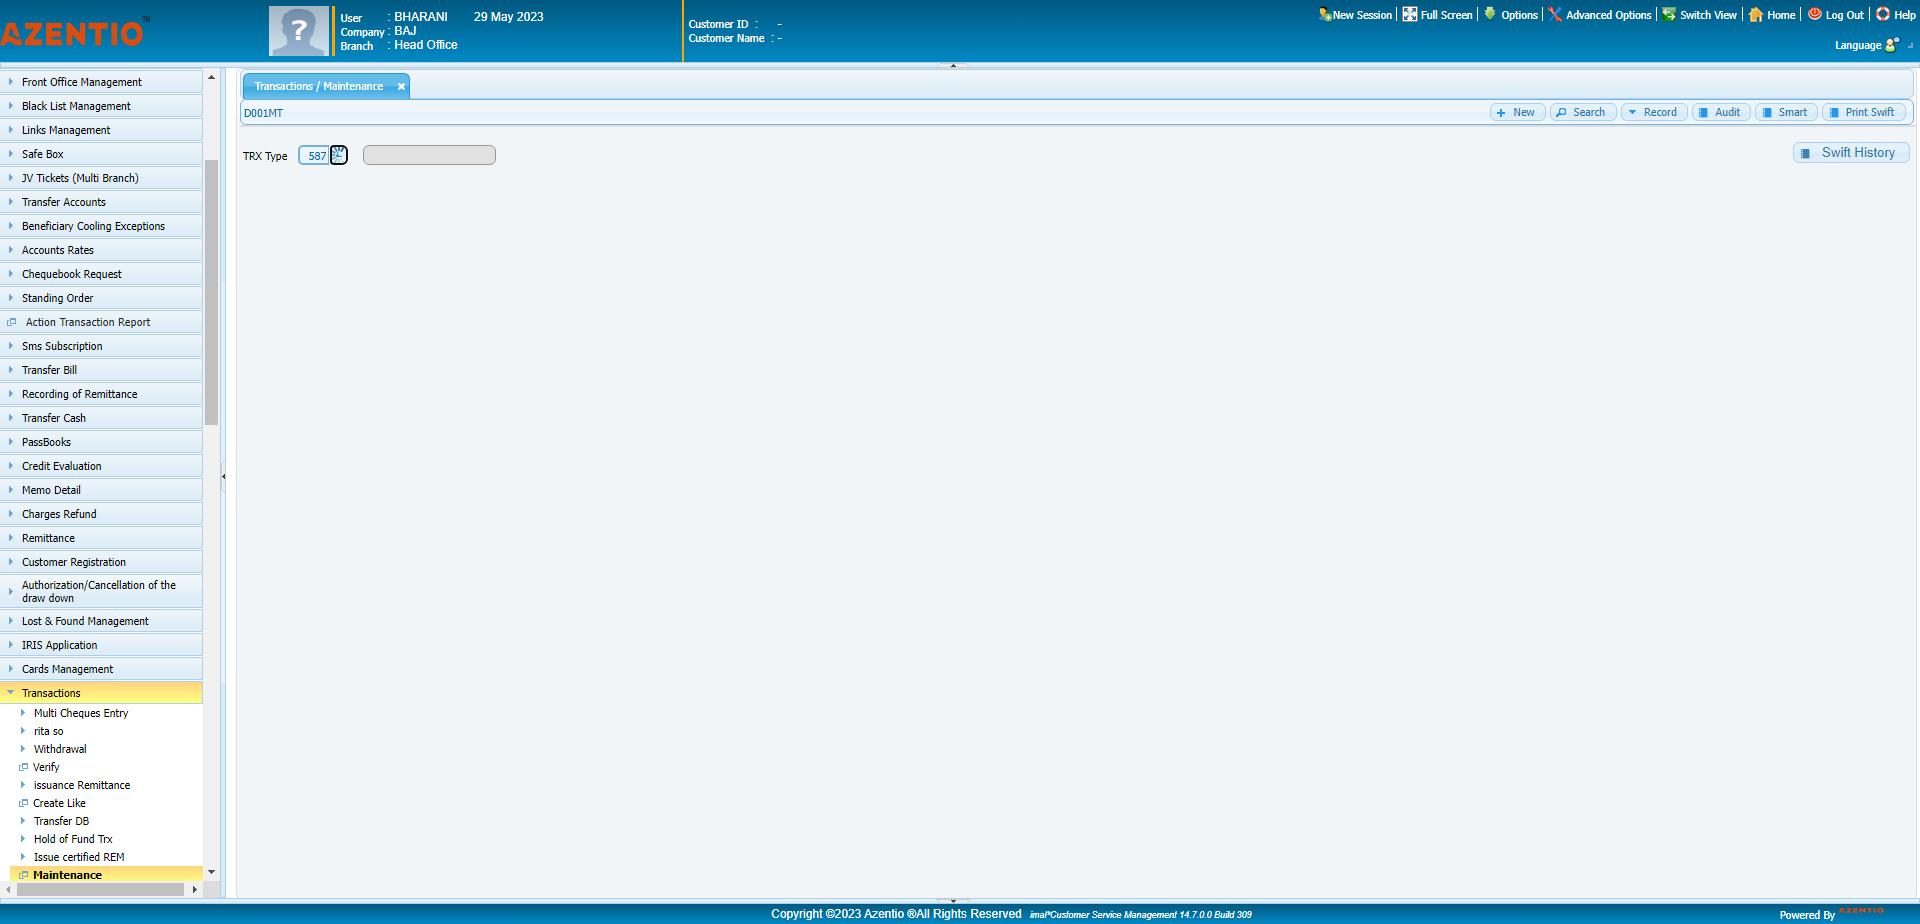 AZENTIO TM
User : BHARANI 29 May 2023
Company : BAJ
Branch : Head Office
Customer ID : -
Customer Name : -
New Session Full Screen Options Advanced Options Switch View Home Log Out Help
Language
Front Office Management
Black List Management
Links Management
Safe Box
JV Tickets (Multi Branch)
Transfer Accounts
Beneficiary Cooling Exceptions
Accounts Rates
Chequebook Request
Standing Order
Action Transaction Report
Sms Subscription
Transfer Bill
Recording of Remittance
Transfer Cash
PassBooks
Credit Evaluation
Memo Detail
Charges Refund
Remittance
Customer Registration
Authorization/Cancellation of the
draw down
Lost & Found Management
IRIS Application
Cards Management
Transactions
Multi Cheques Entry
rita so
Withdrawal
Verify
issuance Remittance
Create Like
Transfer DB
Hold of Fund Trx
Issue certified REM
Maintenance
Transactions / Maintenance
D001MT
New Search Record Audit Smart Print Swift
TRX Type 587
Swift History
Copyright ©2023 Azentio ®All Rights Reserved imal®Customer Service Management 14.7.0.0 Build 309
Powered By AZENTIO